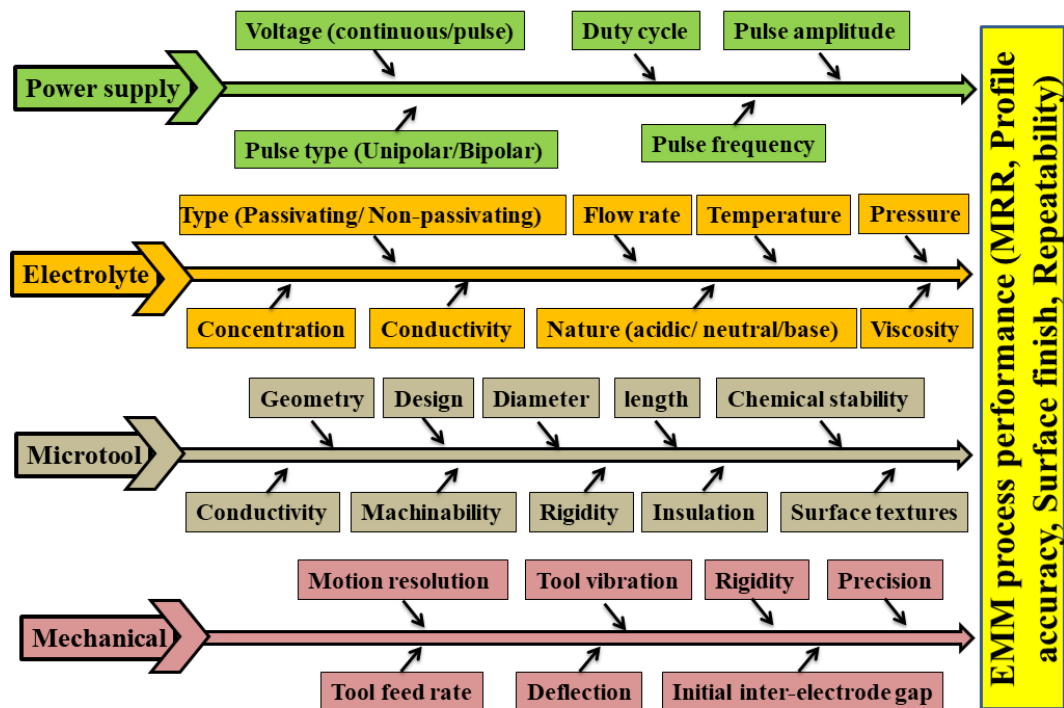 Voltage (continuous/pulse)
Duty cycle
Pulse amplitude
Power supply
Pulse type (Unipolar/Bipolar)
Pulse frequency
Type (Passivating/ Non-passivating)
Flow rate
Temperature
Pressure
Electrolyte
Concentration
Conductivity
Nature (acidic/ neutral/base)
Viscosity
Geometry
Design
Diameter
length
Chemical stability
Microtool
Conductivity
Machinability
Rigidity
Insulation
Surface textures
Motion resolution
Tool vibration
Rigidity
Precision
Mechanical
Tool feed rate
Deflection
Initial inter-electrode gap
EMM process performance (MRR, Profile
accuracy, Surface finish, Repeatability)